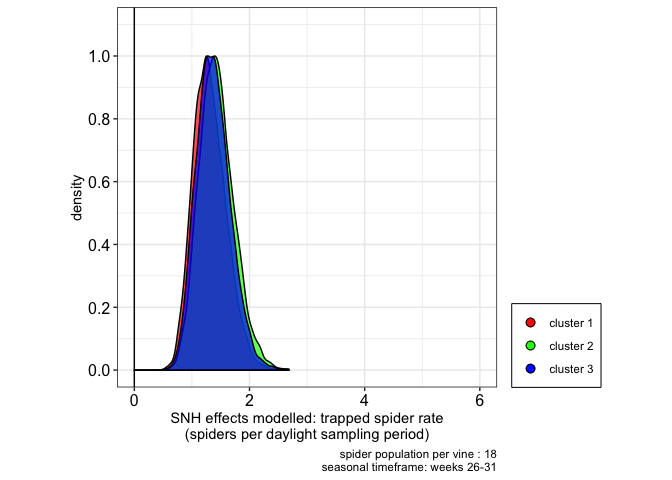 1.0
0.8
0.6
0.4
0.2
0.0
density
0 2 4 6
SNH effects modelled: trapped spider rate
(spiders per daylight sampling period)
cluster 1
cluster 2
cluster 3
spider population per vine : 18
seasonal timeframe: weeks 26-31